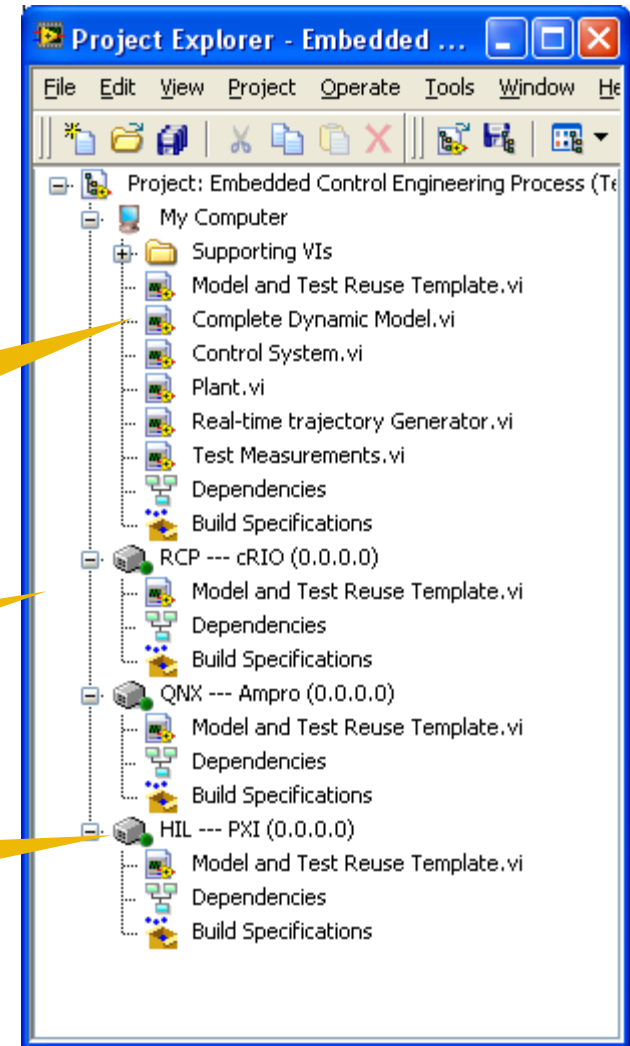 Project Explorer - Embedded ...
File Edit View Project Operate Tools Window He
Project: Embedded Control Engineering Process (Te
My Computer
Supporting VIs
Model and Test Reuse Template.vi
Complete Dynamic Model.vi
Control System.vi
Plant.vi
Real-time trajectory Generator.vi
Test Measurements.vi
Dependencies
Build Specifications
RCP --- cRIO (0.0.0.0)
Model and Test Reuse Template.vi
Dependencies
Build Specifications
QNX --- Ampro (0.0.0.0)
Model and Test Reuse Template.vi
Dependencies
Build Specifications
HIL --- PXI (0.0.0.0)
Model and Test Reuse Template.vi
Dependencies
Build Specifications